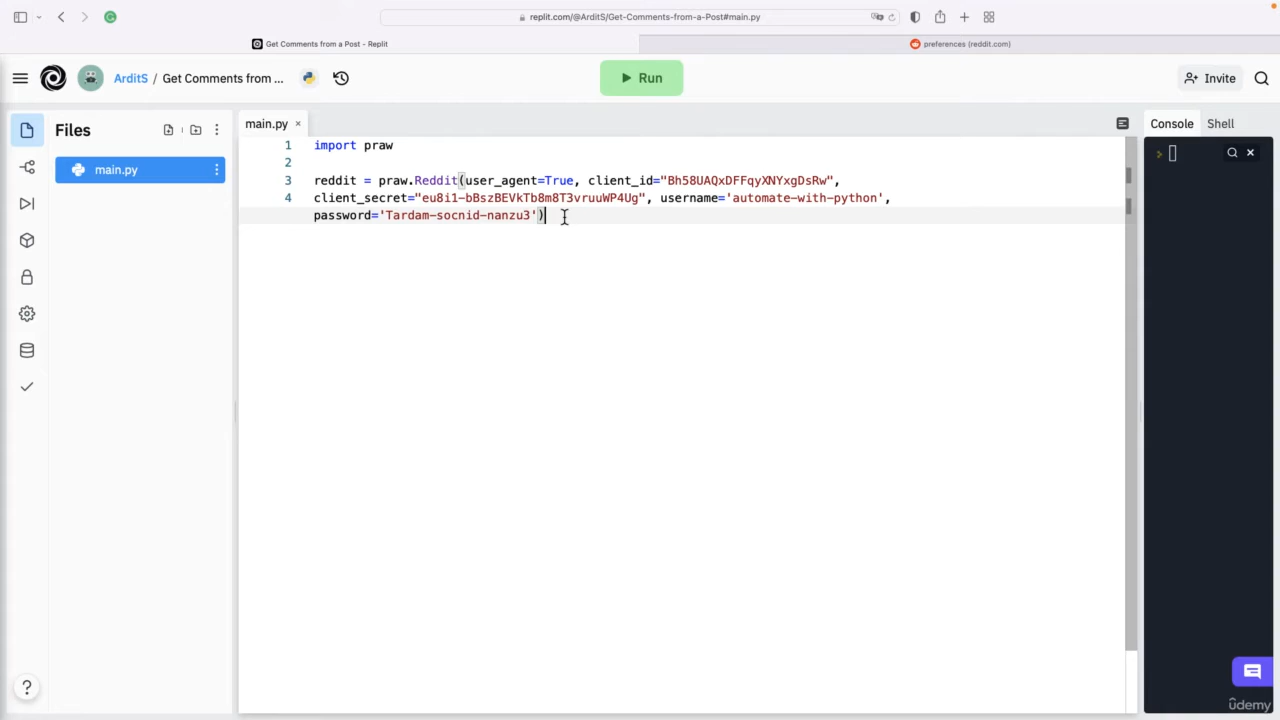 replit.com/@ArditS/Get-Comments-from-a-Post#main.py
Get Comments from a Post - Replit
preferences (reddit.com)
ArditS / Get Comments from ...
Run
Invite
Files
main.py
main.py ×
Console
Shell
1 import praw
2
3 reddit = praw.Reddit(user_agent=True, client_id="Bh58UAQxDFFqyXNYxgDsRw",
4 client_secret="eu8i1-bBszBEVkTb8m8T3vruuWP4Ug", username='automate-with-python',
password='Tardam-socnid-nanzu3')
?
ûdemy